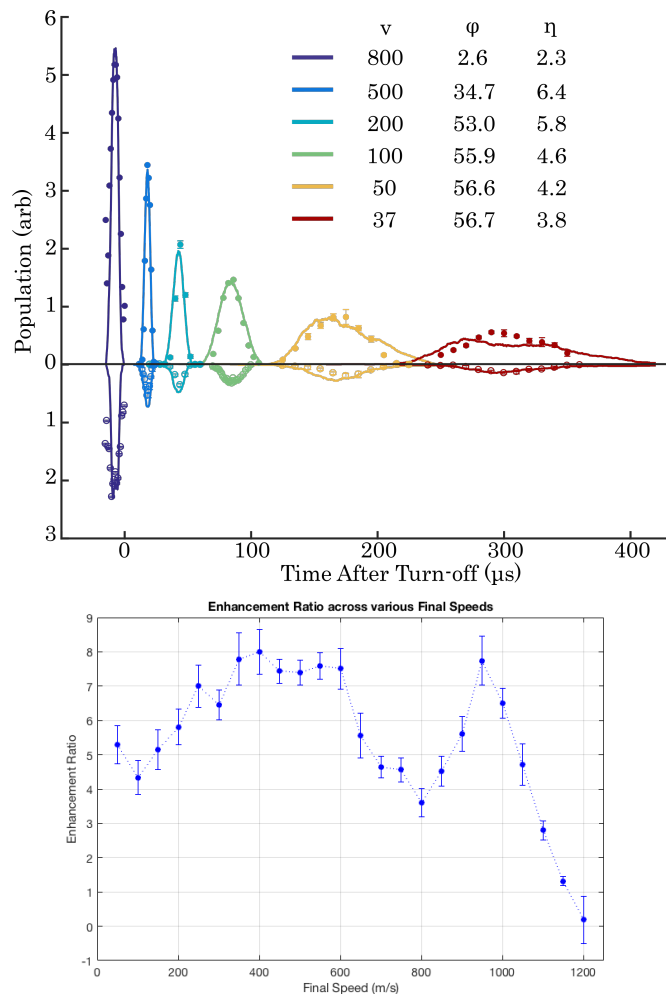 v φ η
800 2.6 2.3
500 34.7 6.4
200 53.0 5.8
100 55.9 4.6
50 56.6 4.2
37 56.7 3.8
Population (arb)
6
5
4
3
2
1
0
1
2
3
0 100 200 300 400
Time After Turn-off (µs)
Enhancement Ratio across various Final Speeds
Enhancement Ratio
9
8
7
6
5
4
3
2
1
0
-1
0 200 400 600 800 1000 1200
Final Speed (m/s)